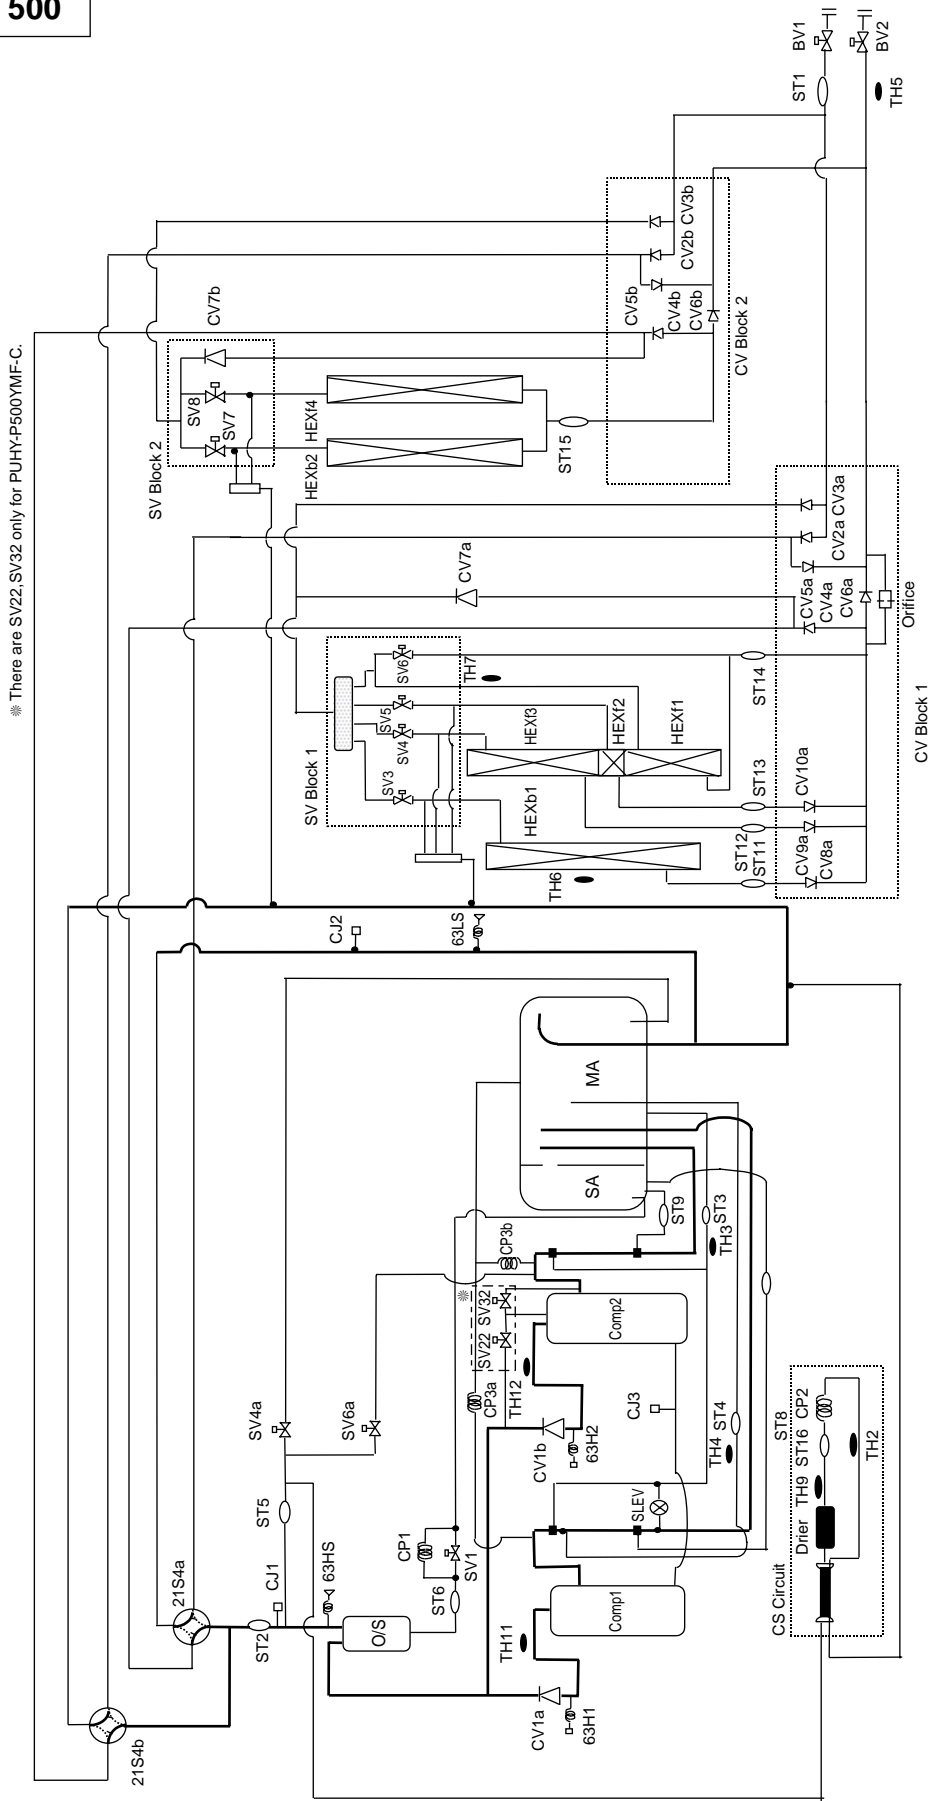 500
※ There are SV22,SV32 only for PUHY-P500YMF-C.
BV1
BV2
ST1
TH5
CV3b
CV2b
CV5b
CV4b
CV6b
CV Block 2
CV7b
SV8
SV7
SV Block 2
HEXf4
HEXb2
ST15
CV3a
CV2a
CV5a
CV4a
CV6a
Orifice
CV Block 1
CV7a
SV6
SV5
SV4
SV3
SV Block 1
TH7
ST14
HEXf3
HEXf2
HEXf1
HEXb1
ST13
CV10a
ST12
ST11
CV9a
CV8a
TH6
CJ2
63LS
MA
SA
ST9
ST3
TH3
CP3b
※
SV32
SV22
Comp2
CP3a
TH12
CV1b
63H2
CJ3
ST4
TH4
SLEV
SV4a
SV6a
ST5
CP1
SV1
ST6
63HS
CJ1
21S4a
ST2
O/S
Comp1
TH11
CV1a
63H1
21S4b
ST8
CP2
ST16
TH9
TH2
Drier
CS Circuit